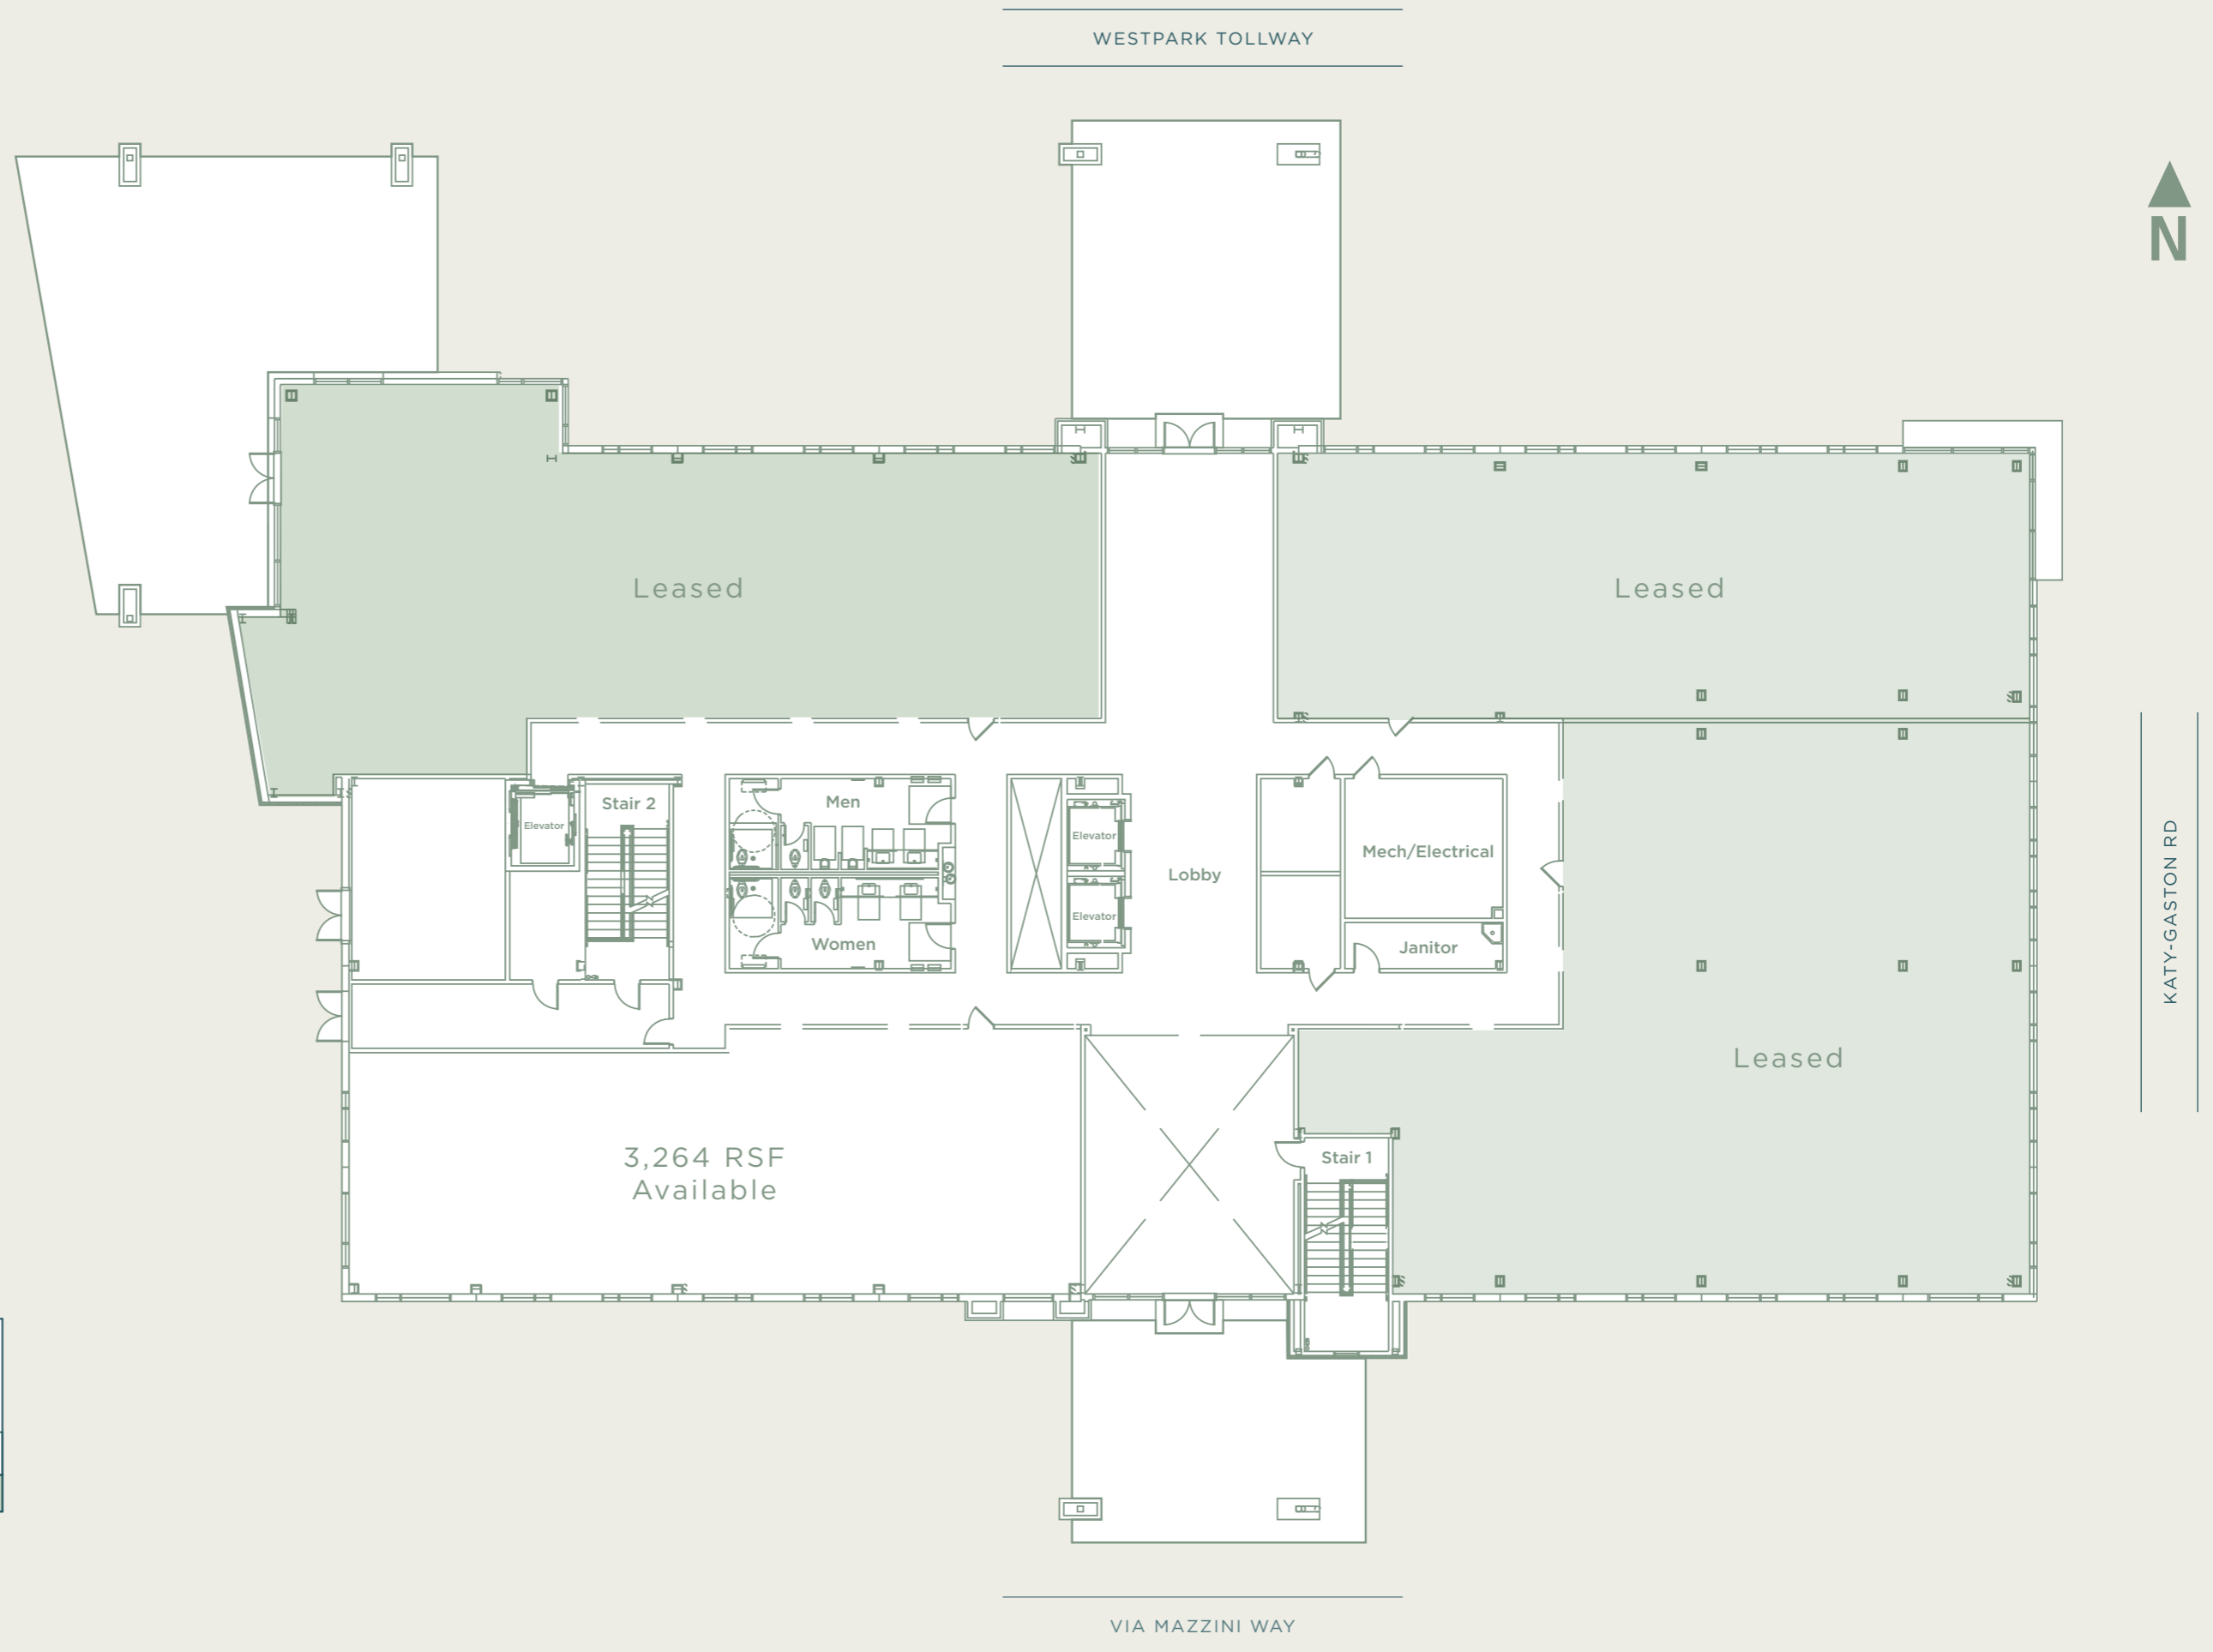 WESTPARK TOLLWAY
N
Leased
Leased
Stair 2
Men
Elevator
Elevator
Mech/Electrical
Lobby
Elevator
Women
Janitor
KATY-GASTON RD
Leased
3,264 RSF
Available
Stair 1
VIA MAZZINI WAY